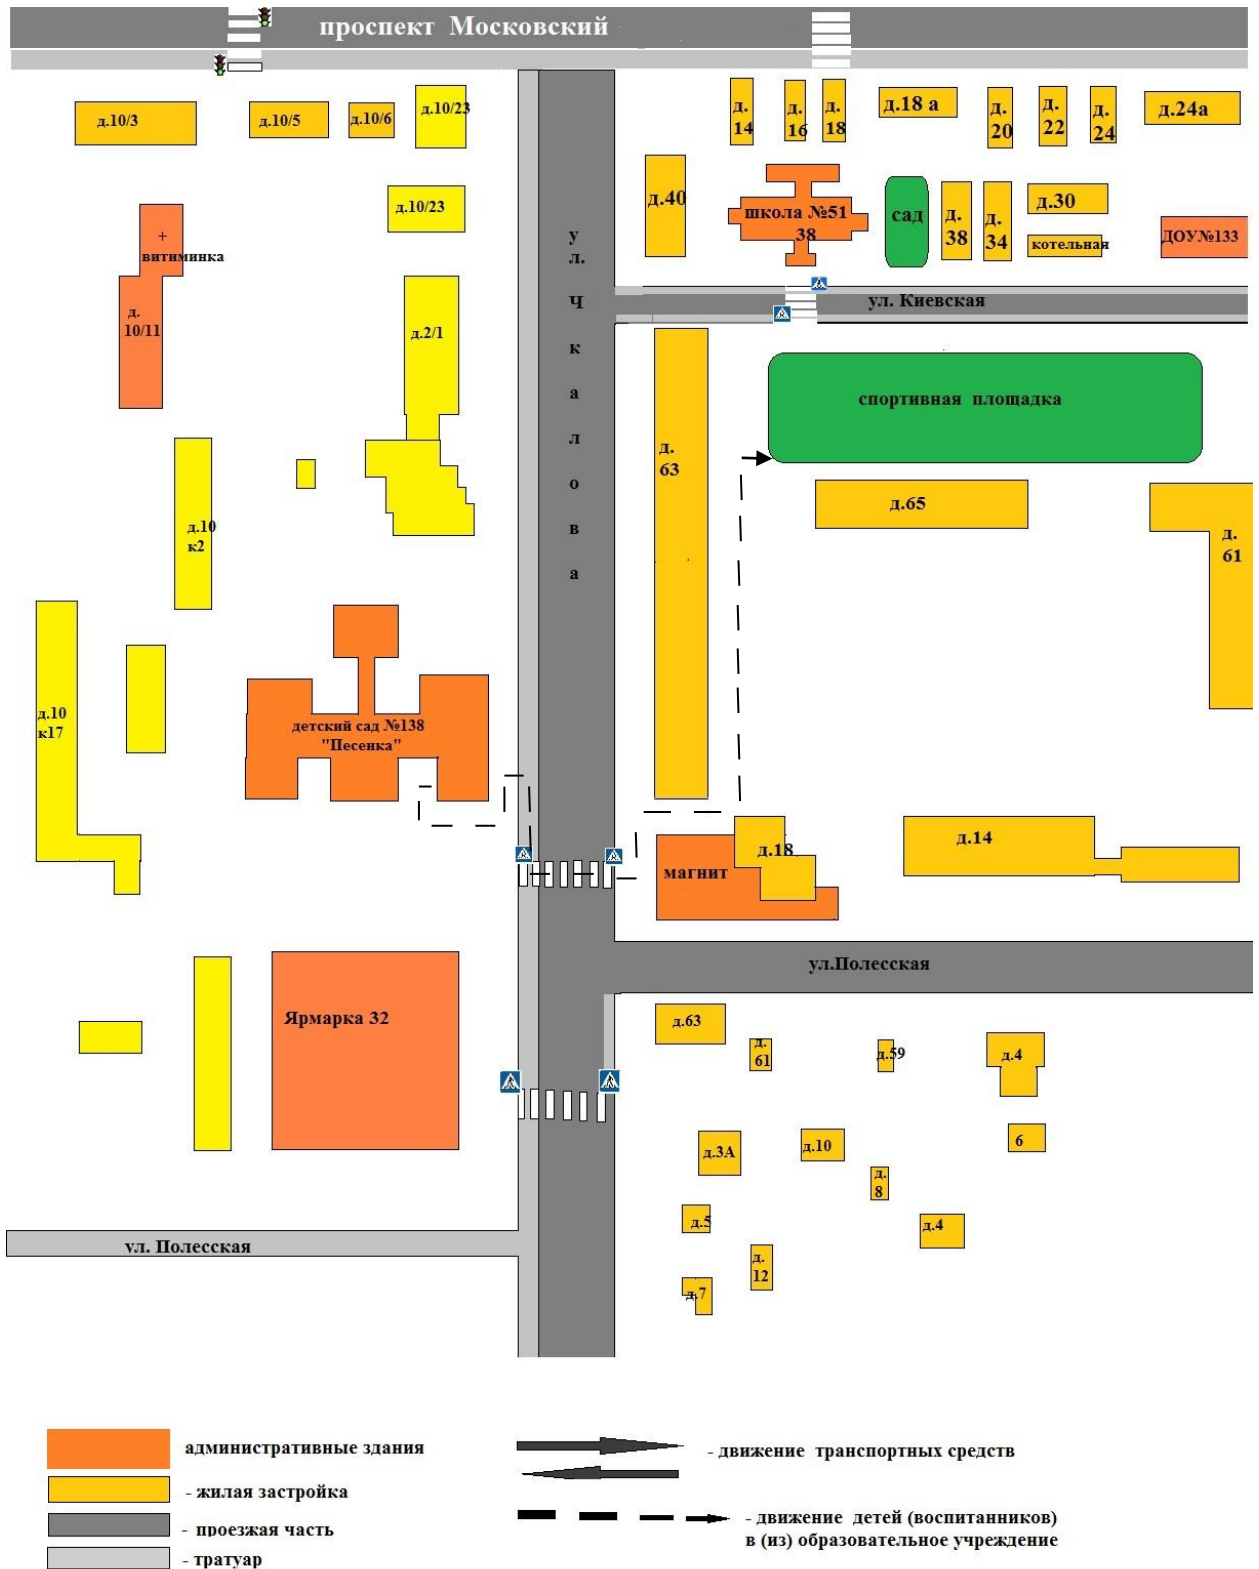 проспект Московский
д.10/3
д.10/5
д.10/6
д.10/23
д.
14
д.
16
д.
18
д.18 а
д.
20
д.
22
д.
24
д.24а
д.10/23
д.40
школа №51
38
сад
д.
38
д.
34
д.30
котельная
ДОУ№133
+
витиминка
д.
10/11
д.2/1
ул. Чкалова
ул. Киевская
спортивная площадка
д.
63
д.65
д.
61
д.10
к2
д.10
к17
детский сад №138
"Песенка"
д.18
магнит
д.14
ул.Полесская
Ярмарка 32
д.63
д.
61
д.59
д.4
д.3А
д.10
6
д.
8
д.5
д.4
д.
12
д.7
ул. Полесская
административные здания
- жилая застройка
- проезжая часть
- тратуар
- движение транспортных средств
- движение детей (воспитанников)
в (из) образовательное учреждение